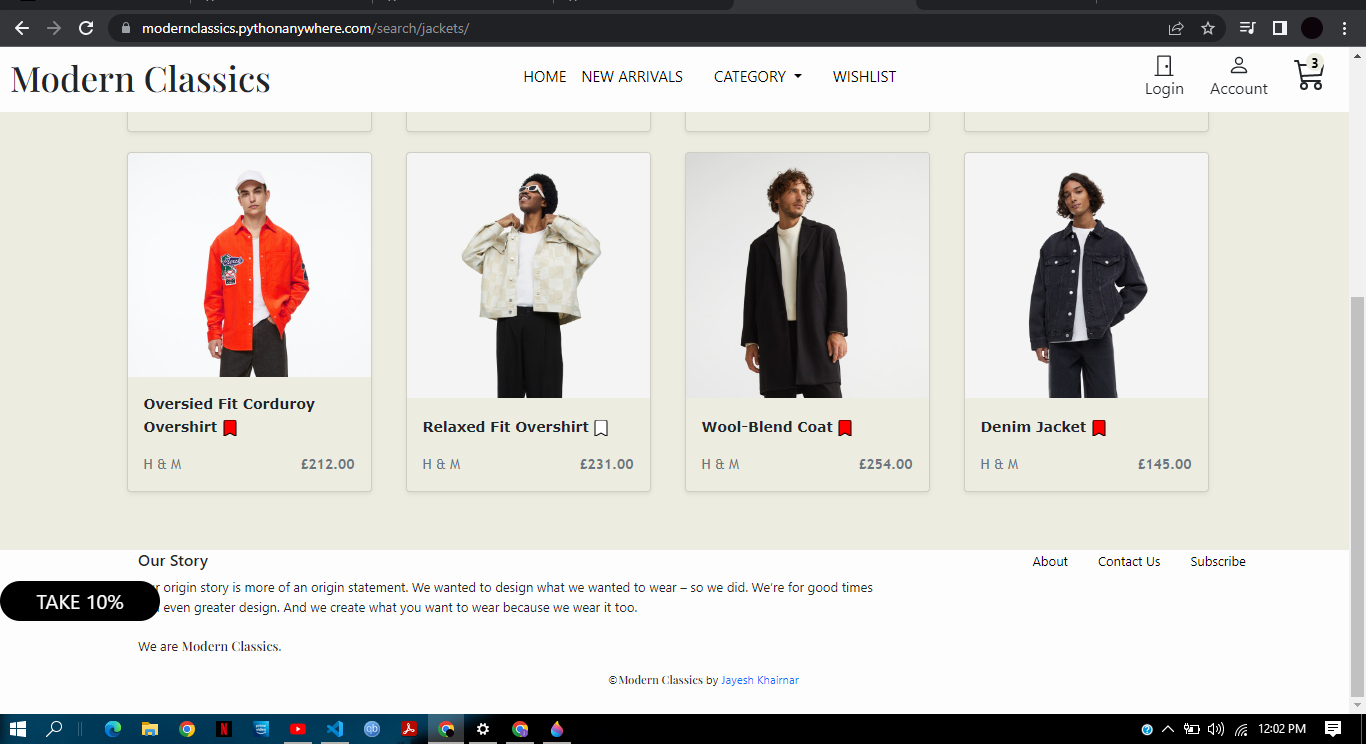 modernclassics.pythonanywhere.com/search/jackets/
Modern Classics
HOME NEW ARRIVALS CATEGORY WISHLIST
Login
Account
3
Oversied Fit Corduroy
Overshirt
H & M £212.00
Relaxed Fit Overshirt
H & M £231.00
Wool-Blend Coat
H & M £254.00
Denim Jacket
H & M £145.00
Our Story
About Contact Us Subscribe
origin story is more of an origin statement. We wanted to design what we wanted to wear – so we did. We're for good times
even greater design. And we create what you want to wear because we wear it too.
TAKE 10%
We are Modern Classics.
©Modern Classics by Jayesh Khairnar
12:02 PM